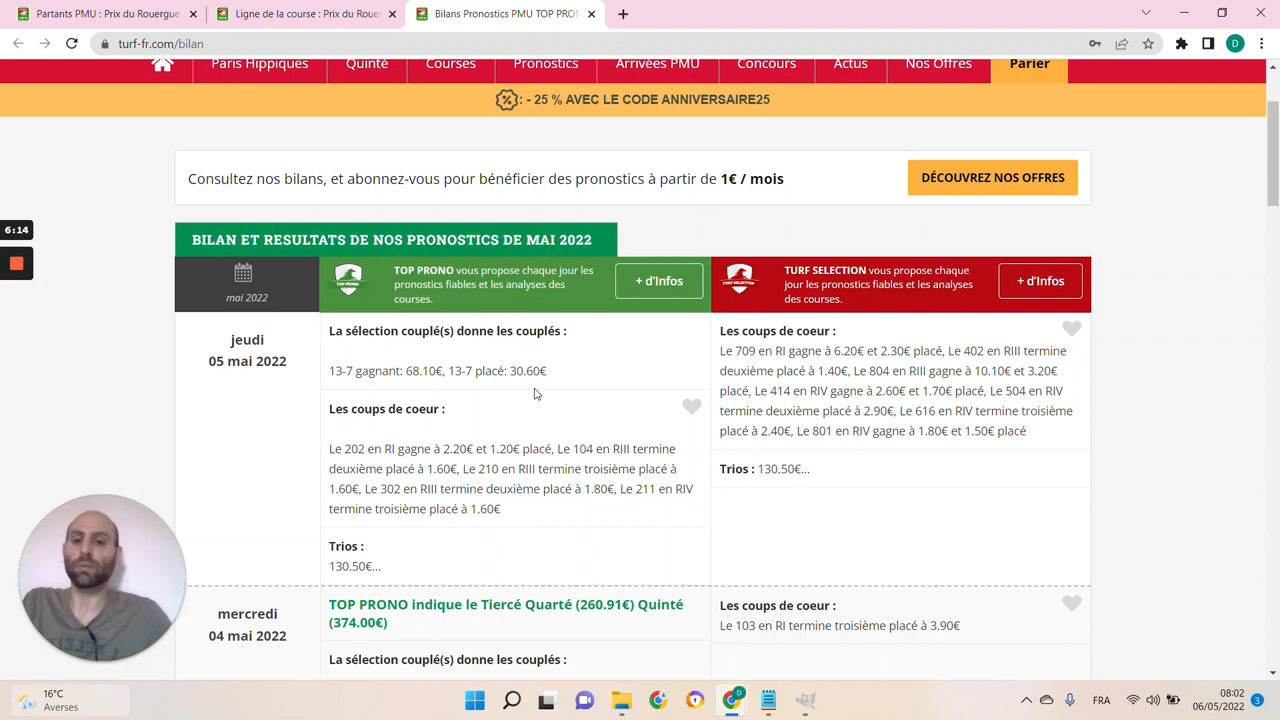 Partants PMU : Prix du Rouergue
Ligne de la course : Prix du Roue
Bilans Pronostics PMU TOP PRON
turf-fr.com/bilan
D
Paris Hippiques
Quinté
Courses
Pronostics
Arrivées PMU
Concours
Actus
Nos Offres
Parier
: - 25 % AVEC LE CODE ANNIVERSAIRE25
Consultez nos bilans, et abonnez-vous pour bénéficier des pronostics à partir de 1€ / mois
DÉCOUVREZ NOS OFFRES
6:14
BILAN ET RESULTATS DE NOS PRONOSTICS DE MAI 2022
mai 2022
TOP PRONO
TOP PRONO vous propose chaque jour les
pronostics fiables et les analyses des
courses.
+ d'Infos
TURF SELECTION
TURF SELECTION vous propose chaque
jour les pronostics fiables et les analyses
des courses.
+ d'Infos
jeudi
05 mai 2022
La sélection couplé(s) donne les couplés :
13-7 gagnant: 68.10€, 13-7 placé: 30.60€
Les coups de coeur :
Le 202 en RI gagne à 2.20€ et 1.20€ placé, Le 104 en RIII termine
deuxième placé à 1.60€, Le 210 en RIII termine troisième placé à
1.60€, Le 302 en RIII termine deuxième placé à 1.80€, Le 211 en RIV
termine troisième placé à 1.60€
Trios :
130.50€...
Les coups de coeur :
Le 709 en RI gagne à 6.20€ et 2.30€ placé, Le 402 en RIII termine
deuxième placé à 1.40€, Le 804 en RIII gagne à 10.10€ et 3.20€
placé, Le 414 en RIV gagne à 2.60€ et 1.70€ placé, Le 504 en RIV
termine deuxième placé à 2.90€, Le 616 en RIV termine troisième
placé à 2.40€, Le 801 en RIV gagne à 1.80€ et 1.50€ placé
Trios : 130.50€...
mercredi
04 mai 2022
TOP PRONO indique le Tiercé Quarté (260.91€) Quinté
(374.00€)
La sélection couplé(s) donne les couplés :
Les coups de coeur :
Le 103 en RI termine troisième placé à 3.90€
16°C
Averses
D
FRA
08:02
06/05/2022
3